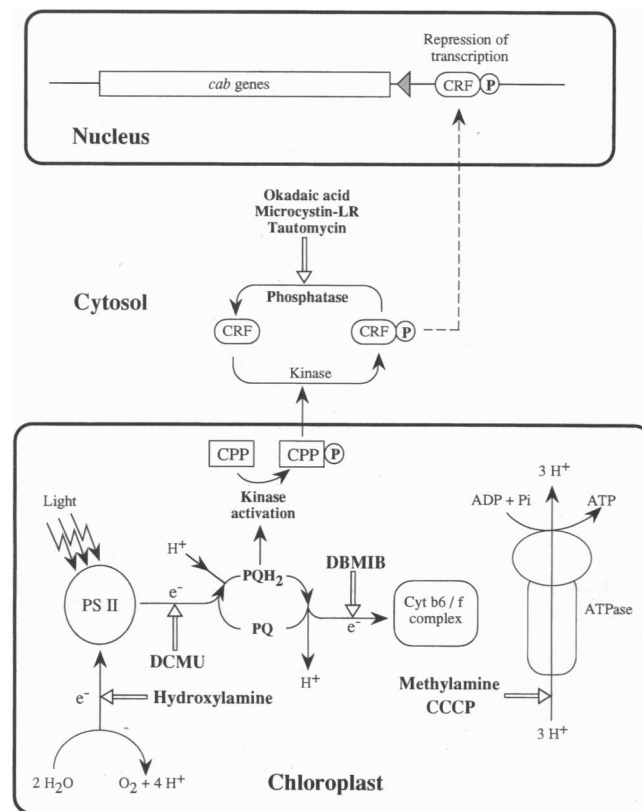 Repression of
transcription
cab genes
CRF
P
Nucleus
Okadaic acid
Microcystin-LR
Tautomycin
Cytosol
Phosphatase
CRF
CRF
P
Kinase
CPP
CPP
P
Kinase
activation
3 H+
ADP + Pi
ATP
Light
H+
PQH2
DBMIB
PS II
e-
PQ
e-
Cyt b6 / f
complex
ATPase
DCMU
H+
e-
Hydroxylamine
Methylamine
CCCP
-
2 H2O
O2 + 4 H+
3 H+
Chloroplast